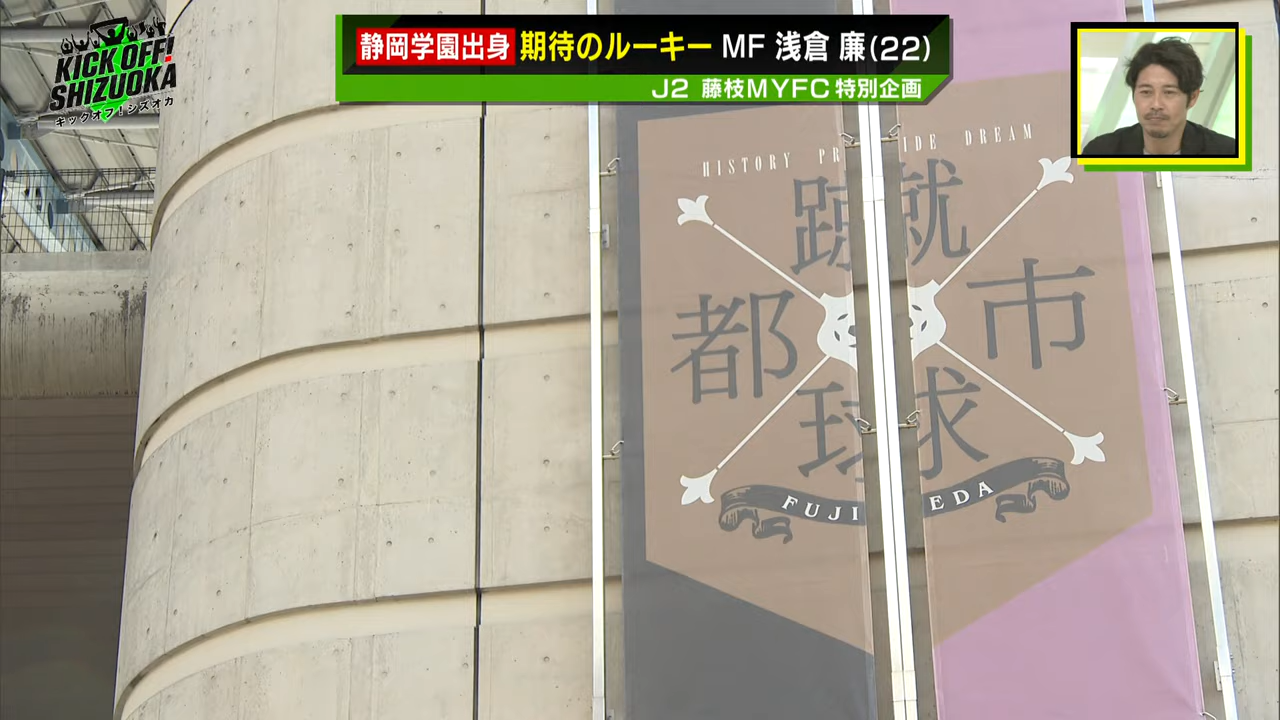 KICK OFF!
SHIZUOKA
キックオフ!シズオカ
静岡学園出身 期待のルーキー MF 浅倉 廉(22)
J2 藤枝MYFC特別企画
HISTORY PR IDE DREAM
蹴就
都 市
球求
FUJI EDA